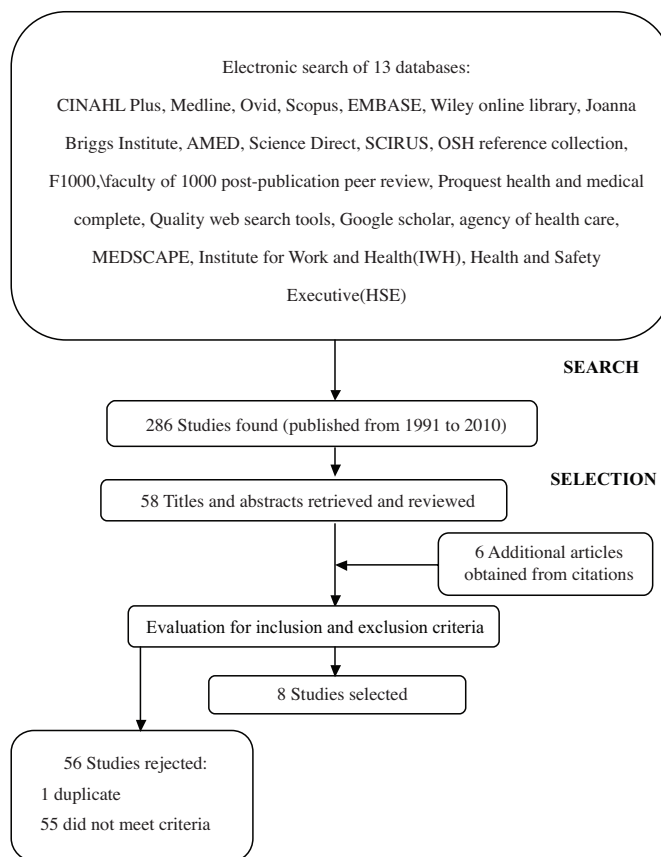 Electronic search of 13 databases:
CINAHL Plus, Medline, Ovid, Scopus, EMBASE, Wiley online library, Joanna
Briggs Institute, AMED, Science Direct, SCIRUS, OSH reference collection,
F1000,\faculty of 1000 post-publication peer review, Proquest health and medical
complete, Quality web search tools, Google scholar, agency of health care,
MEDSCAPE, Institute for Work and Health(IWH), Health and Safety
Executive(HSE)
SEARCH
286 Studies found (published from 1991 to 2010)
SELECTION
58 Titles and abstracts retrieved and reviewed
6 Additional articles
obtained from citations
Evaluation for inclusion and exclusion criteria
8 Studies selected
56 Studies rejected:
1 duplicate
55 did not meet criteria